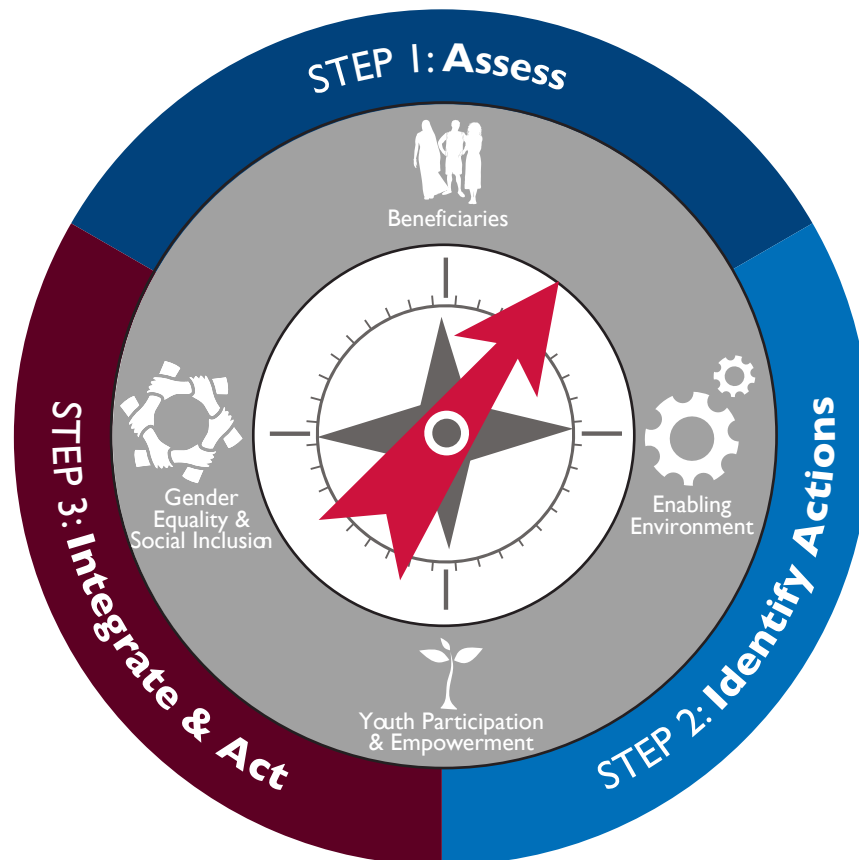 STEP 1: Assess
Beneficiaries
Enabling
Environment
Youth Participation
& Empowerment
Gender
Equality &
Social Inclusion
STEP 2: Identify Actions
STEP 3: Integrate & Act